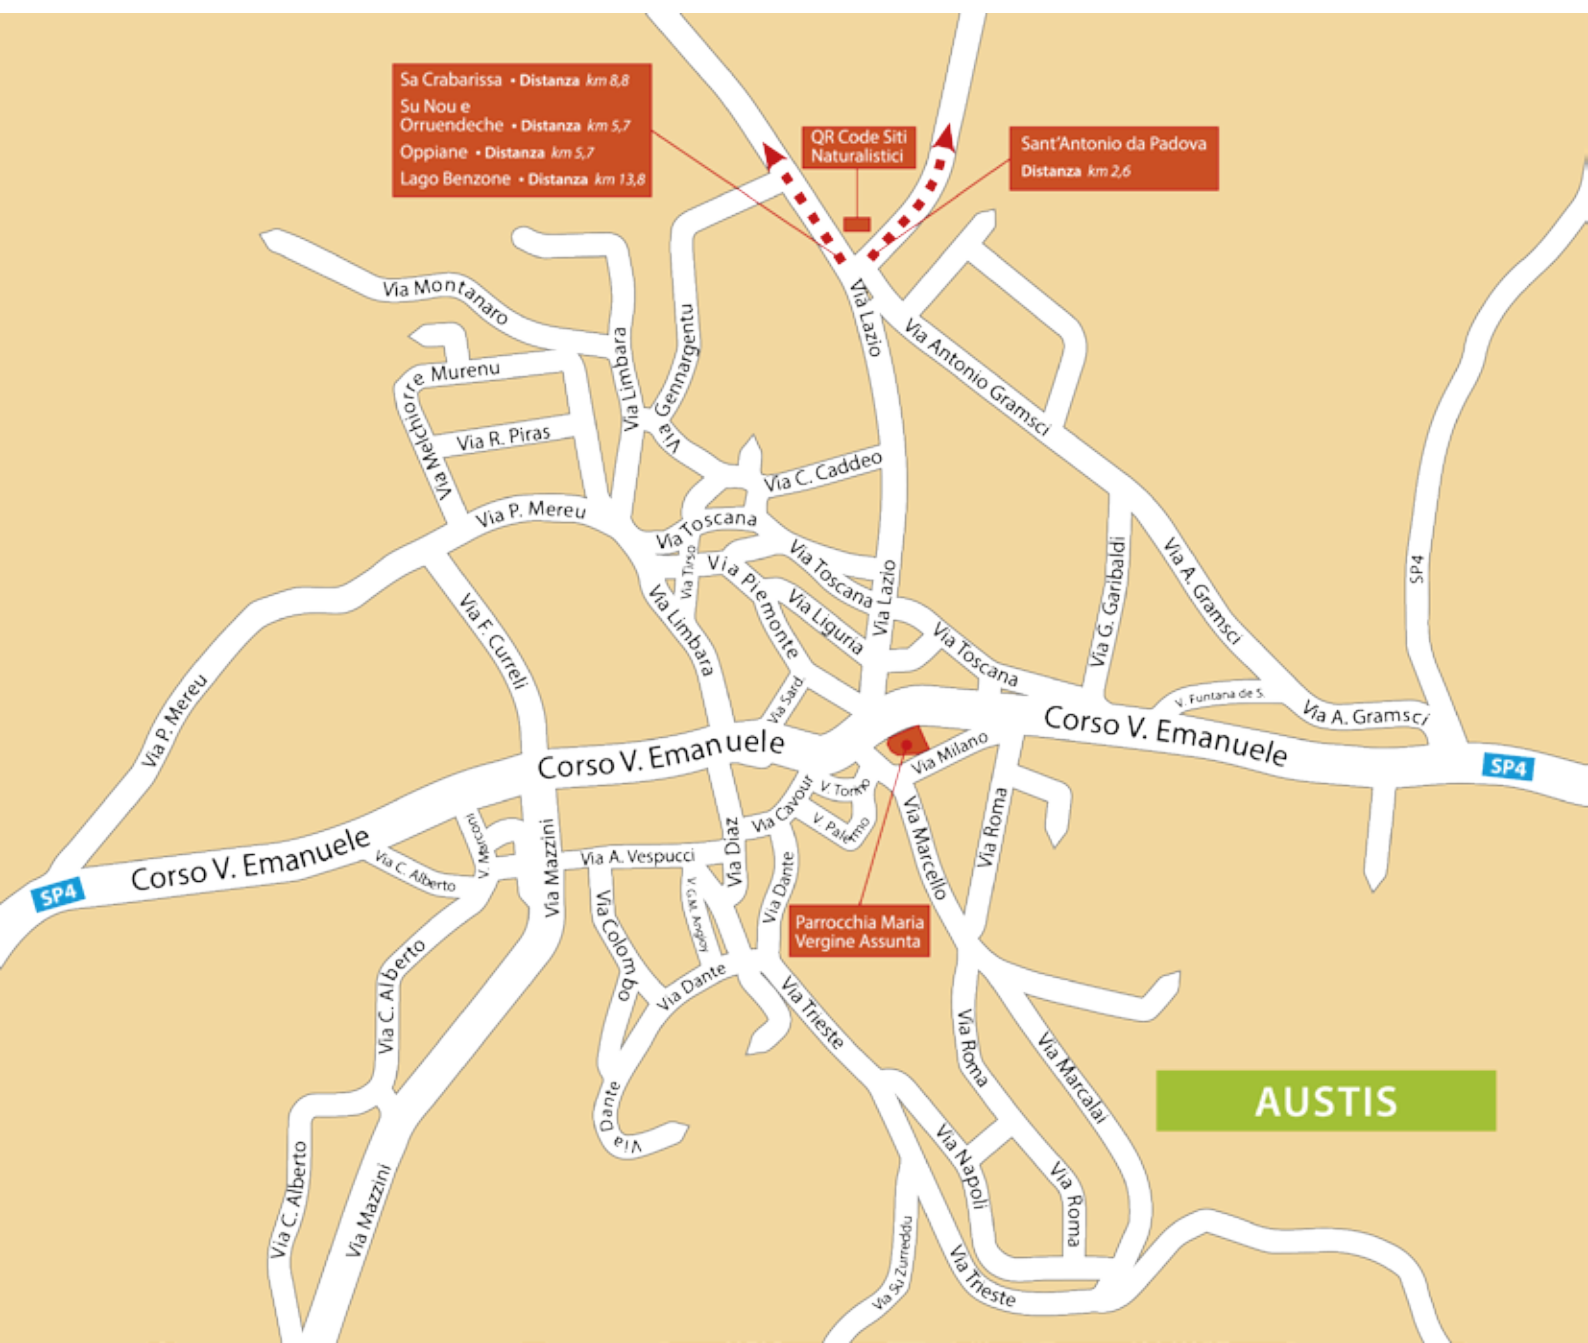 Sa Crabarissa • Distanza km 8,8
Su Nou e
Orruendeche • Distanza km 5,7
Oppiane • Distanza km 5,7
Lago Benzone • Distanza km 13,8
QR Code Siti
Naturalistici
Sant'Antonio da Padova
Distanza km 2,6
Via Montanaro
Via Limbara
Via Gennargentu
Via Lazio
Via Antonio Gramsci
Via Melchiorre Murenu
Via R. Piras
Via C. Caddeo
Via P. Mereu
Via Toscana
Via Tirso
Via Piemonte
Via Toscana
Via Liguria
Via Lazio
Via Toscana
Via G. Garibaldi
Via A. Gramsci
SP4
Via F. Curreli
Via Limbara
Via P. Mereu
Via Sard.
V. Funtana de S.
Via A. Gramsci
Corso V. Emanuele
Corso V. Emanuele
Corso V. Emanuele
SP4
SP4
Via Milano
V. Torino
V. Palermo
Via Cavour
Via Diaz
Via Dante
V. Marconi
Via C. Alberto
Via Mazzini
Via A. Vespucci
V. G.M. Angioy
Via Colombo
Via Marcello
Via Roma
Parrocchia Maria
Vergine Assunta
Via C. Alberto
Via Dante
Via Trieste
Via Roma
Via Marcalai
Via Dante
AUSTIS
Via C. Alberto
Via Mazzini
Via Napoli
Via Roma
Via Su Zurreddu
Via Trieste